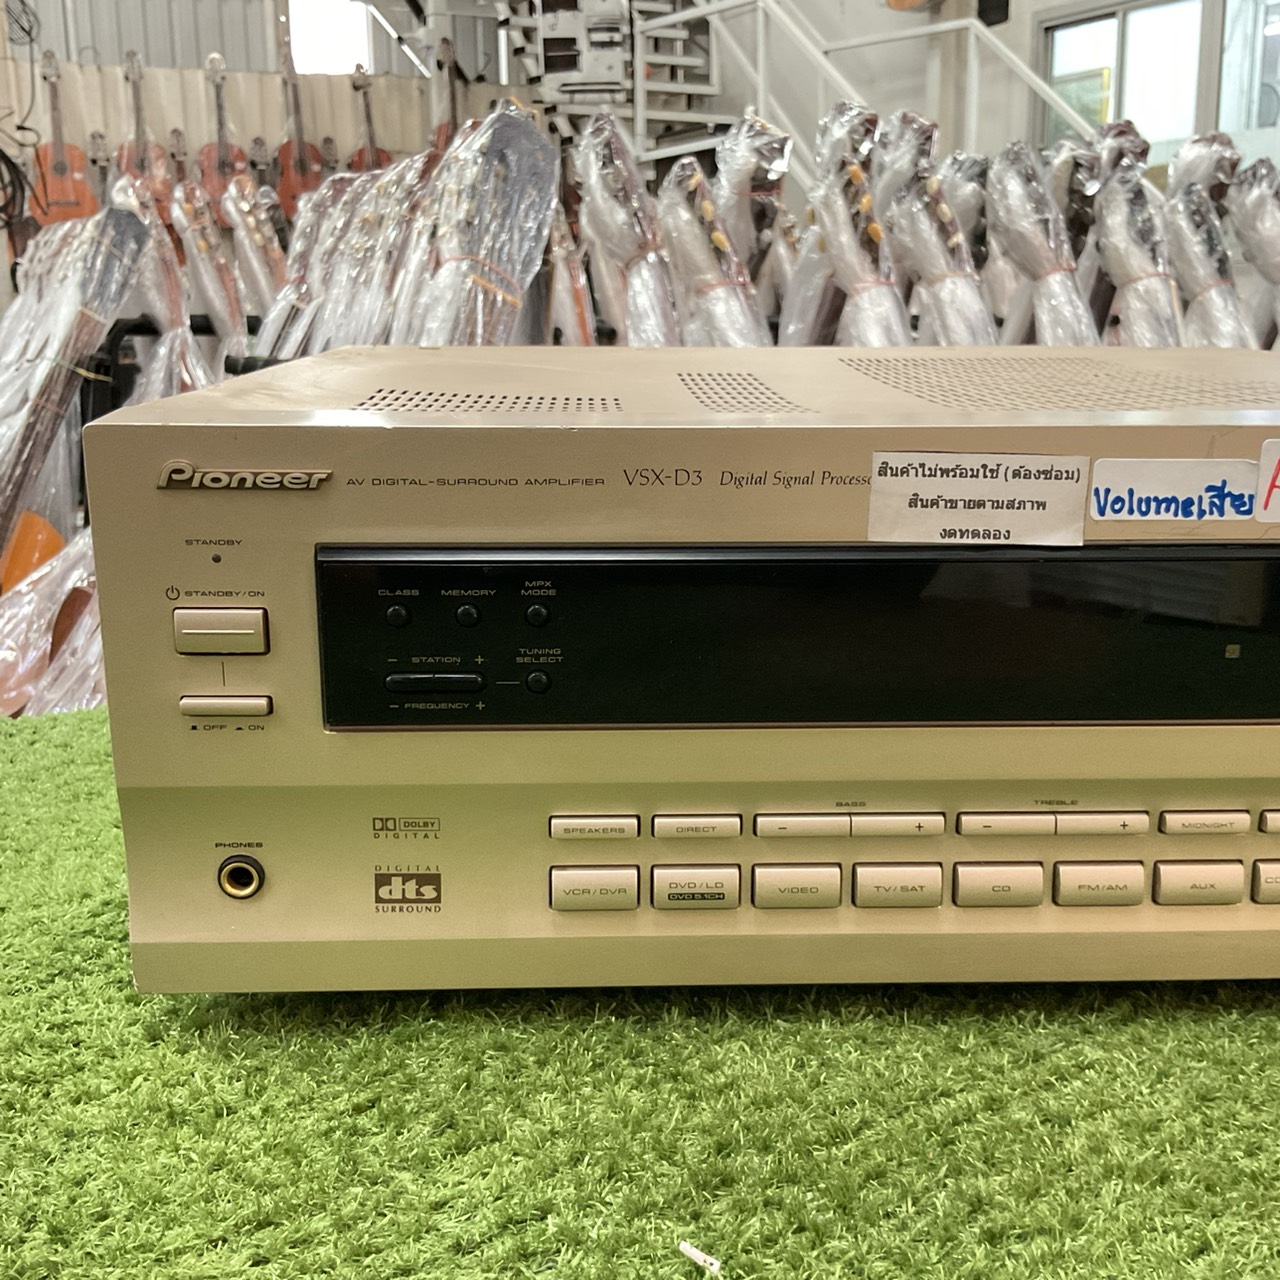 Pioneer
AV DIGITAL-SURROUND AMPLIFIER
VSX-D3
Digital Signal
สินค้าไม่พร้อมใช้ (ต้องซ่อม)
สินค้าขายตามสภาพ
งดทดลอง
Volumeเสีย
STANDBY
STANDBY/ON
OFF ON
CLASS MEMORY MPX
MODE
- STATION +
TUNING
SELECT
- FREQUENCY +
PHONES
DOLBY
DIGITAL
DIGITAL
dts
SURROUND
BASS TREBLE
SPEAKERS DIRECT - + - + MIDNIGHT
VCR/DVR DVD/LD VIDEO TV/SAT CD FM/AM AUX
DVD 5.1CH